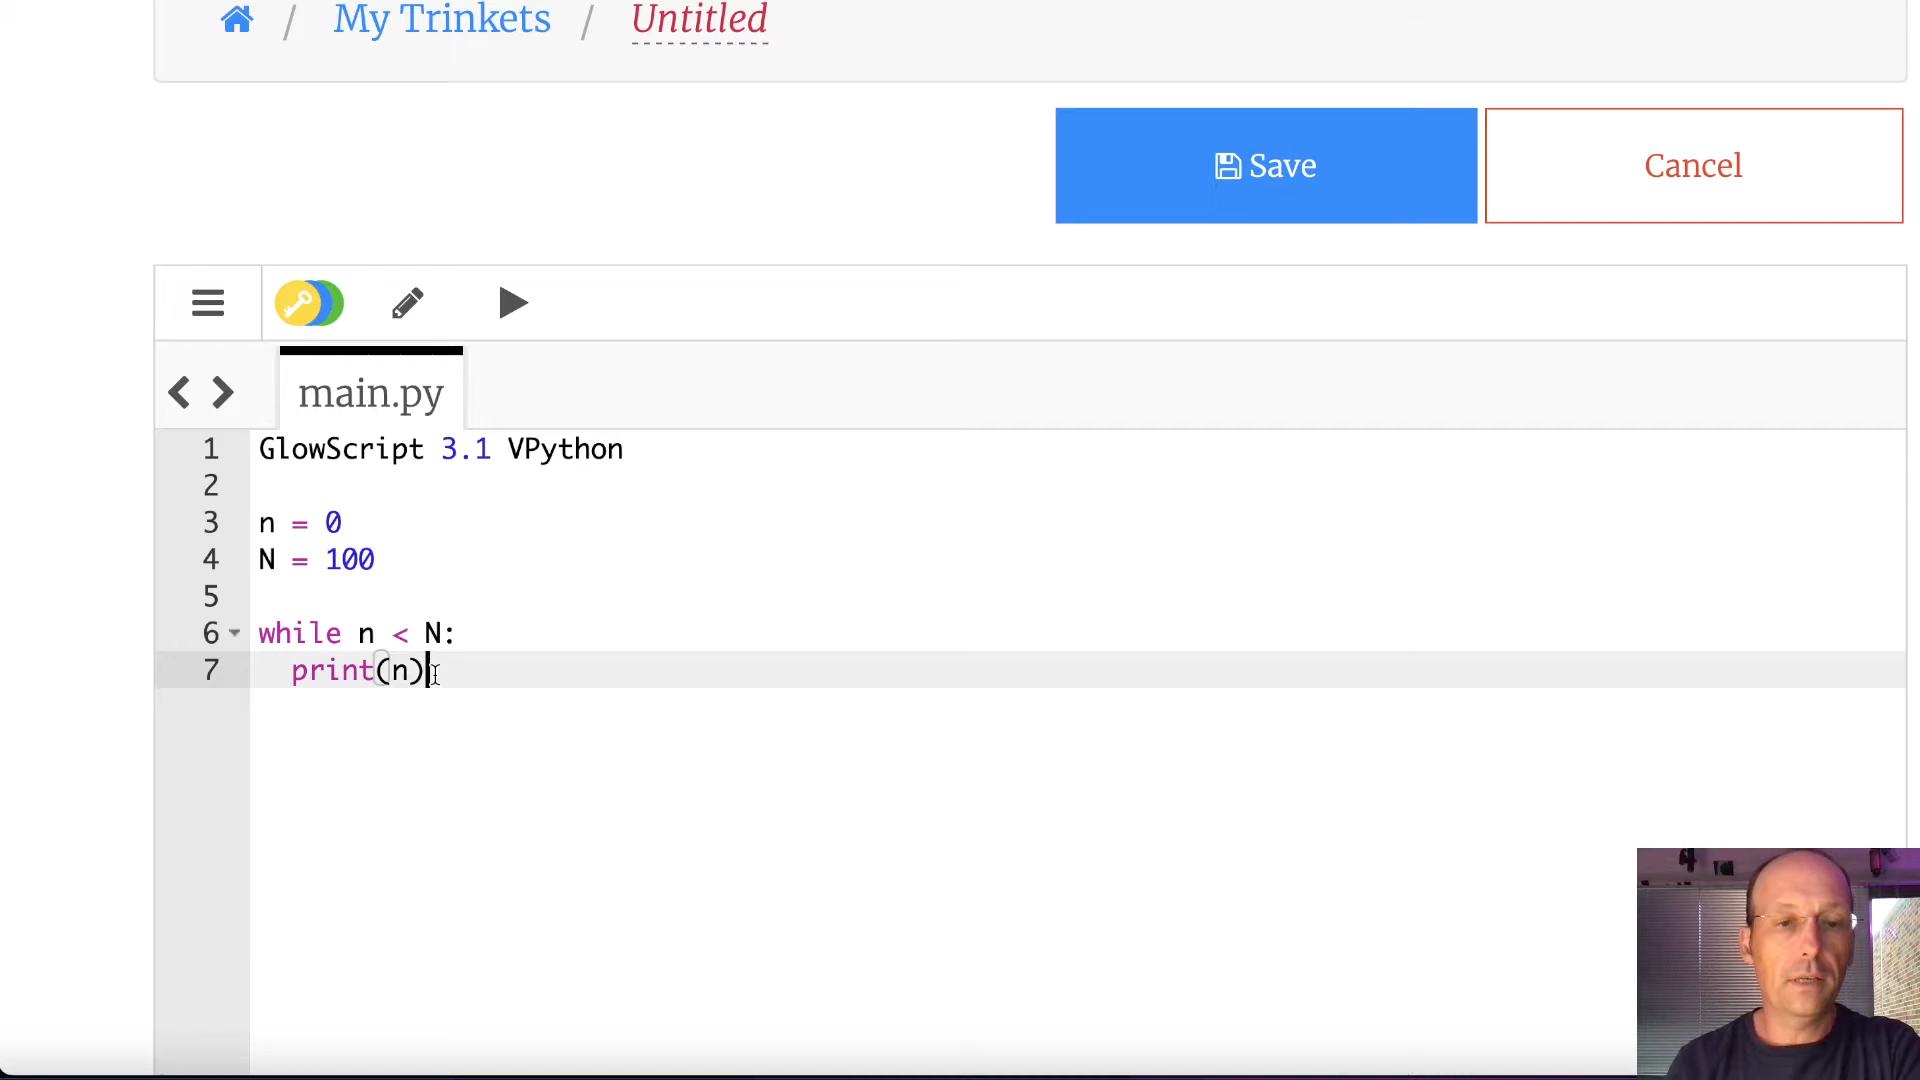 My Trinkets / Untitled
Save
Cancel
main.py
1 GlowScript 3.1 VPython
2
3 n = 0
4 N = 100
5
6 while n < N:
7 print(n)